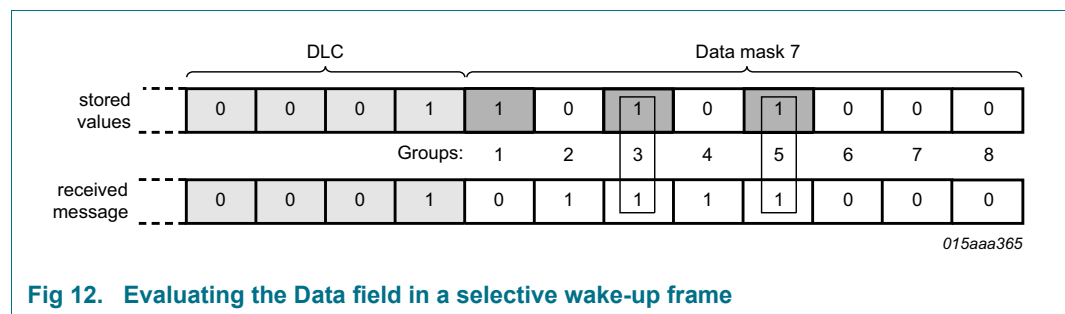 DLC Data mask 7
stored values 0 0 0 1 1 0 1 0 1 0 0 0
Groups: 1 2 3 4 5 6 7 8
received message 0 0 0 1 0 1 1 1 1 0 0 0
015aaa365
Fig 12. Evaluating the Data field in a selective wake-up frame